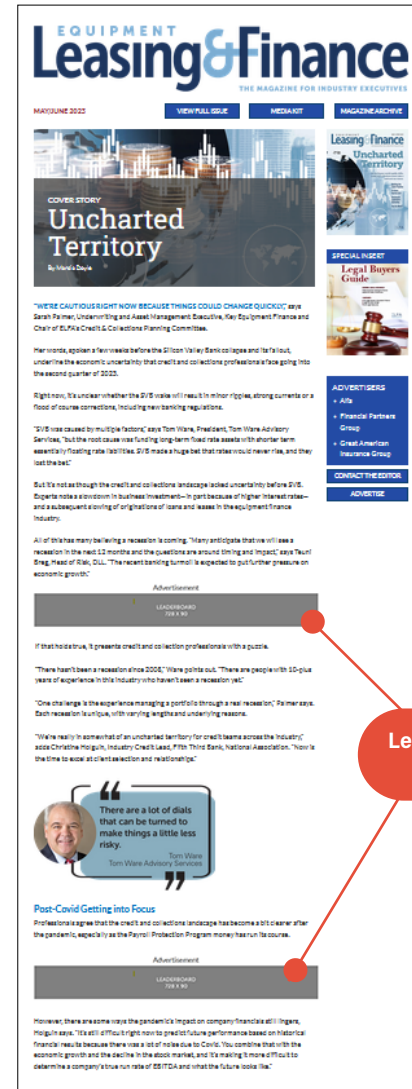 EQUIPMENT
Leasing&Finance
THE MAGAZINE FOR INDUSTRY EXECUTIVES
MAY/JUNE 2023
VIEW FULL ISSUE
MEDIA KIT
MAGAZINE ARCHIVE
COVER STORY
Uncharted
Territory
By Marcia Doyle
Leasing&Finance
Uncharted
Territory
SPECIAL INSERT
Legal Buyers
Guide
ADVERTISERS
+ Alfa
+ Financial Partners
Group
+ Great American
Insurance Group
CONTACT THE EDITOR
ADVERTISE
"WE'RE CAUTIOUS RIGHT NOW BECAUSE THINGS COULD CHANGE QUICKLY," says
Sarah Palmer, Underwriting and Asset Management Executive, Key Equipment Finance and
Chair of ELFA's Credit & Collections Planning Committee.
Her words, spoken a few weeks before the Silicon Valley Bank collapse and its fallout,
underline the economic uncertainty that credit and collections professionals face going into
the second quarter of 2023.
Right now, it's unclear whether the SVB wake will result in minor ripples, strong currents or a
flood of course corrections, including new banking regulations.
"SVB was caused by multiple factors," says Tom Ware, President, Tom Ware Advisory
Services, "but the root cause was funding long-term fixed rate assets with shorter term
essentially floating rate liabilities. SVB made a huge bet that rates would never rise, and they
lost the bet."
But it's not as though the credit and collections landscape lacked uncertainty before SVB.
Experts note a slowdown in business investment—in part because of higher interest rates—
and a subsequent slowing of originations of loans and leases in the equipment finance
industry.
All of this has many believing a recession is coming. "Many anticipate that we will see a
recession in the next 12 months and the questions are around timing and impact," says Teuni
Breg, Head of Risk, DLL. "The recent banking turmoil is expected to put further pressure on
economic growth."
Advertisement
LEADERBOARD
728 X 90
If that holds true, it presents credit and collection professionals with a puzzle.
"There hasn't been a recession since 2008," Ware points out. "There are people with 10-plus
years of experience in this industry who haven't seen a recession yet."
"One challenge is the experience managing a portfolio through a real recession," Palmer says.
Each recession is unique, with varying lengths and underlying reasons.
"We're really in somewhat of an uncharted territory for credit teams across the industry,"
adds Christine Holguin, Industry Credit Lead, Fifth Third Bank, National Association. "Now is
the time to excel at client selection and relationships."
Le
There are a lot of dials
that can be turned to
make things a little less
risky.
Tom Ware
Tom Ware Advisory Services
Post-Covid Getting into Focus
Professionals agree that the credit and collections landscape has become a bit clearer after
the pandemic, especially as the Payroll Protection Program money has run its course.
Advertisement
LEADERBOARD
728 X 90
However, there are some ways the pandemic's impact on company financials still lingers,
Holguin says. "It's still difficult right now to predict future performance based on historical
financial results because there was a lot of noise due to Covid. You combine that with the
economic growth and the decline in the stock market, and it's making it more difficult to
determine a company's true run rate of EBITDA and what the future looks like."